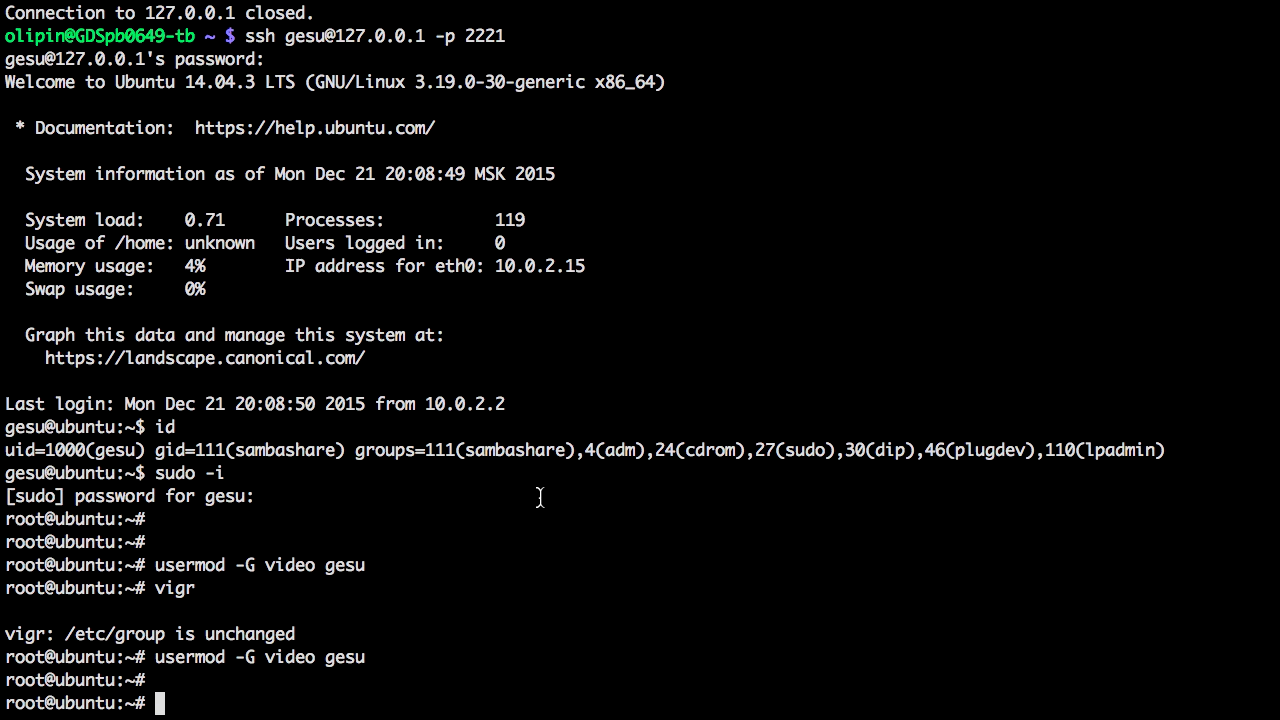 Connection to 127.0.0.1 closed.
olipin@GDSpb0649-tb ~ $ ssh gesu@127.0.0.1 -p 2221
gesu@127.0.0.1's password:
Welcome to Ubuntu 14.04.3 LTS (GNU/Linux 3.19.0-30-generic x86_64)
* Documentation:  https://help.ubuntu.com/
System information as of Mon Dec 21 20:08:49 MSK 2015
System load:    0.71      Processes:           119
Usage of /home: unknown   Users logged in:     0
Memory usage:   4%        IP address for eth0: 10.0.2.15
Swap usage:     0%
Graph this data and manage this system at:
https://landscape.canonical.com/
Last login: Mon Dec 21 20:08:50 2015 from 10.0.2.2
gesu@ubuntu:~$ id
uid=1000(gesu) gid=111(sambashare) groups=111(sambashare),4(adm),24(cdrom),27(sudo),30(dip),46(plugdev),110(lpadmin)
gesu@ubuntu:~$ sudo -i
[sudo] password for gesu:
root@ubuntu:~#
root@ubuntu:~#
root@ubuntu:~# usermod -G video gesu
root@ubuntu:~# vigr
vigr: /etc/group is unchanged
root@ubuntu:~# usermod -G video gesu
root@ubuntu:~#
root@ubuntu:~#